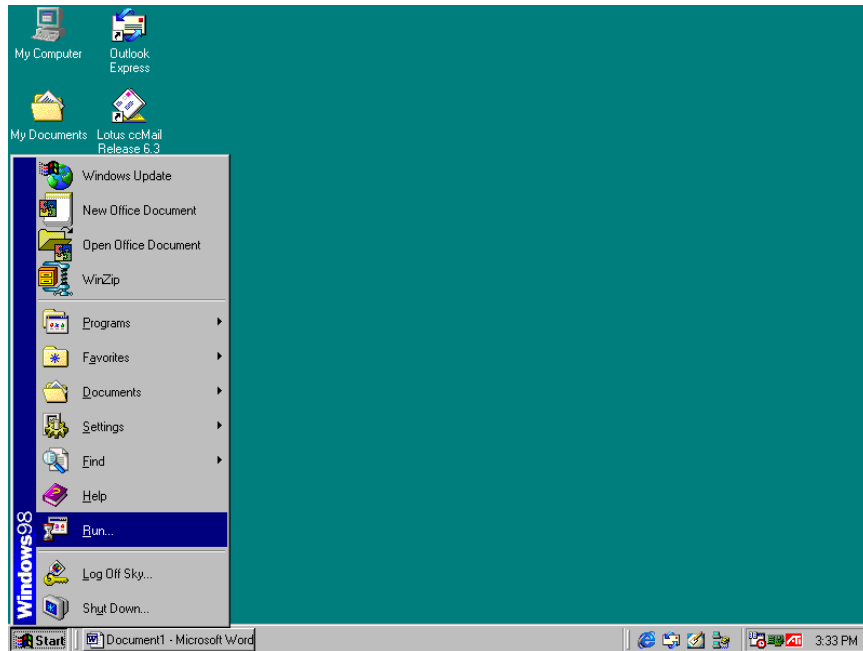 My Computer
Outlook
Express
My Documents
Lotus ccMail
Release 6.3
Windows Update
New Office Document
Open Office Document
WinZip
Programs
Favorites
Documents
Settings
Find
Help
Run...
Log Off Sky...
Shut Down...
Windows98
Start
Document1 - Microsoft Word
ATI
3:33 PM